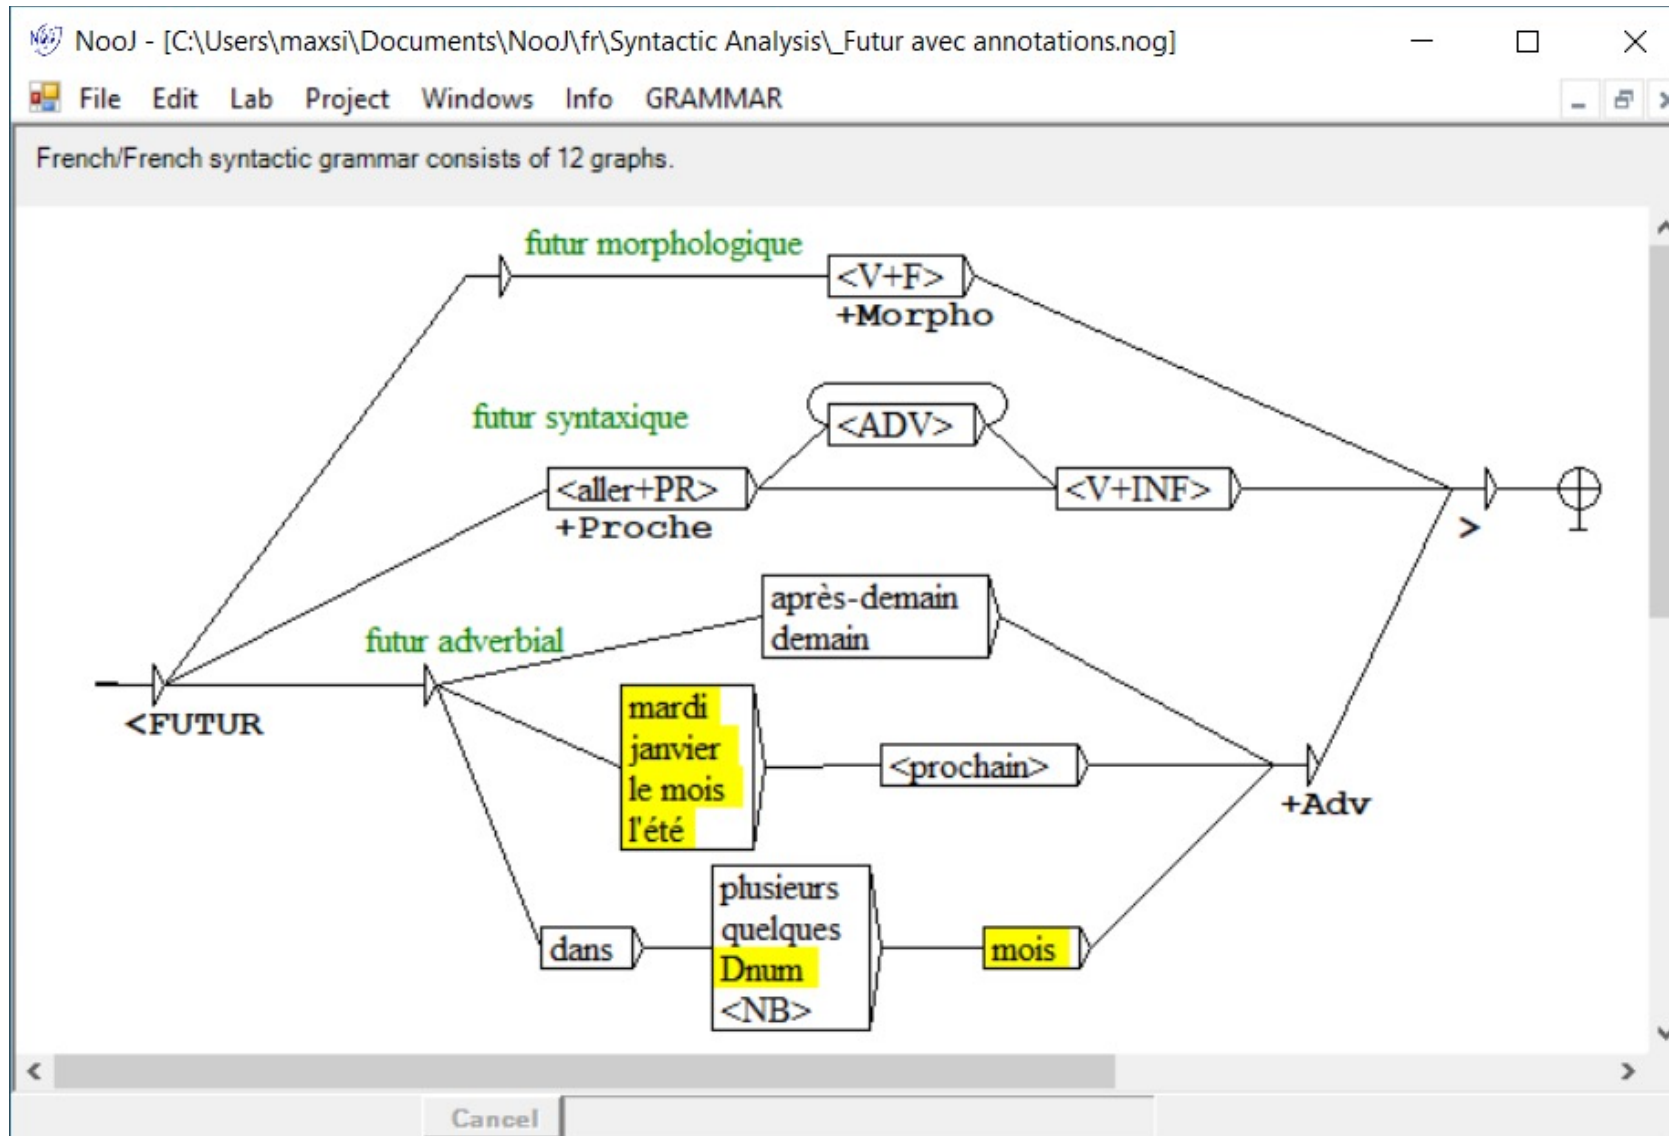 NooJ - [C:\Users\maxsi\Documents\NooJ\fr\Syntactic Analysis\_Futur avec annotations.nog]
File Edit Lab Project Windows Info GRAMMAR
French/French syntactic grammar consists of 12 graphs.
futur morphologique
<V+F>
+Morpho
futur syntaxique
<ADV>
<aller+PR>
+Proche
<V+INF>
>
futur adverbial
après-demain
demain
<FUTUR
mardi
janvier
le mois
l'été
<prochain>
+Adv
dans
plusieurs
quelques
Dnum
<NB>
mois
Cancel